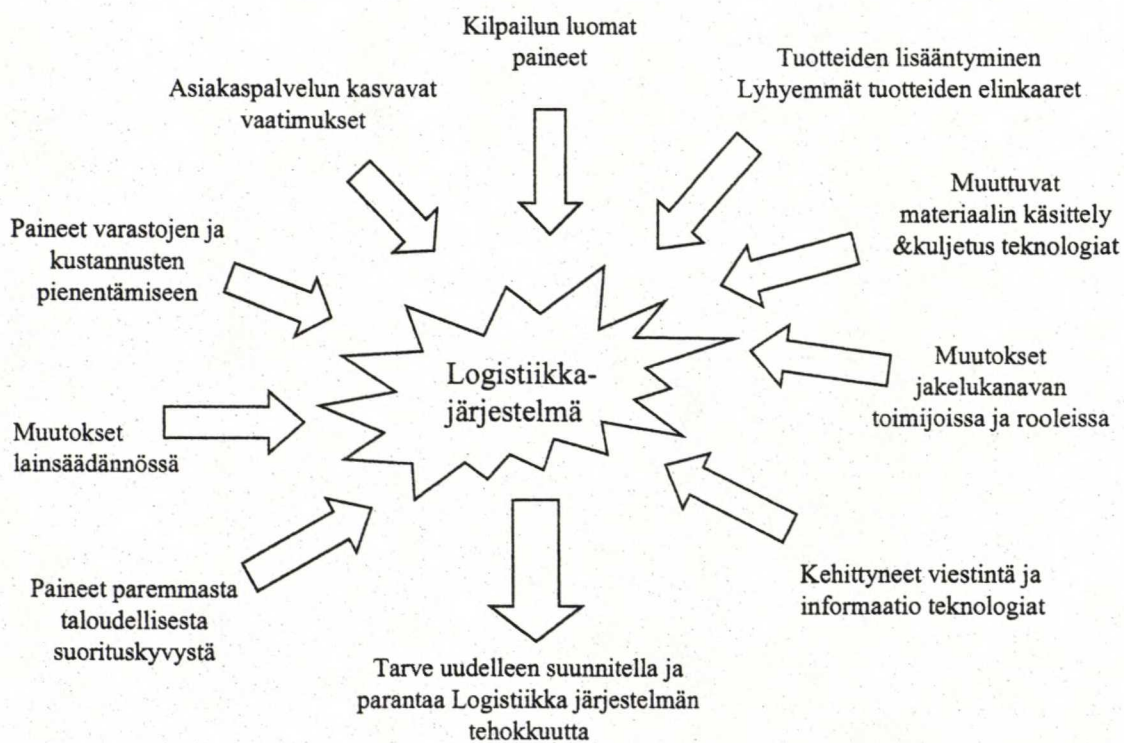 Kilpailun luomat
paineet
Tuotteiden lisääntyminen
Lyhyemmät tuotteiden elinkaaret
Asiakaspalvelun kasvavat
vaatimukset
Muuttuvat
materiaalin käsittely
&kuljetus teknologiat
Paineet varastojen ja
kustannusten
pienentämiseen
Logistiikka-
järjestelmä
Muutokset
jakelukanavan
toimijoissa ja rooleissa
Muutokset
lainsäädännössä
Kehittyneet viestintä ja
informaatio teknologiat
Paineet paremmasta
taloudellisesta
suorituskyvystä
Tarve uudelleen suunnitella ja
parantaa Logistiikka järjestelmän
tehokkuutta